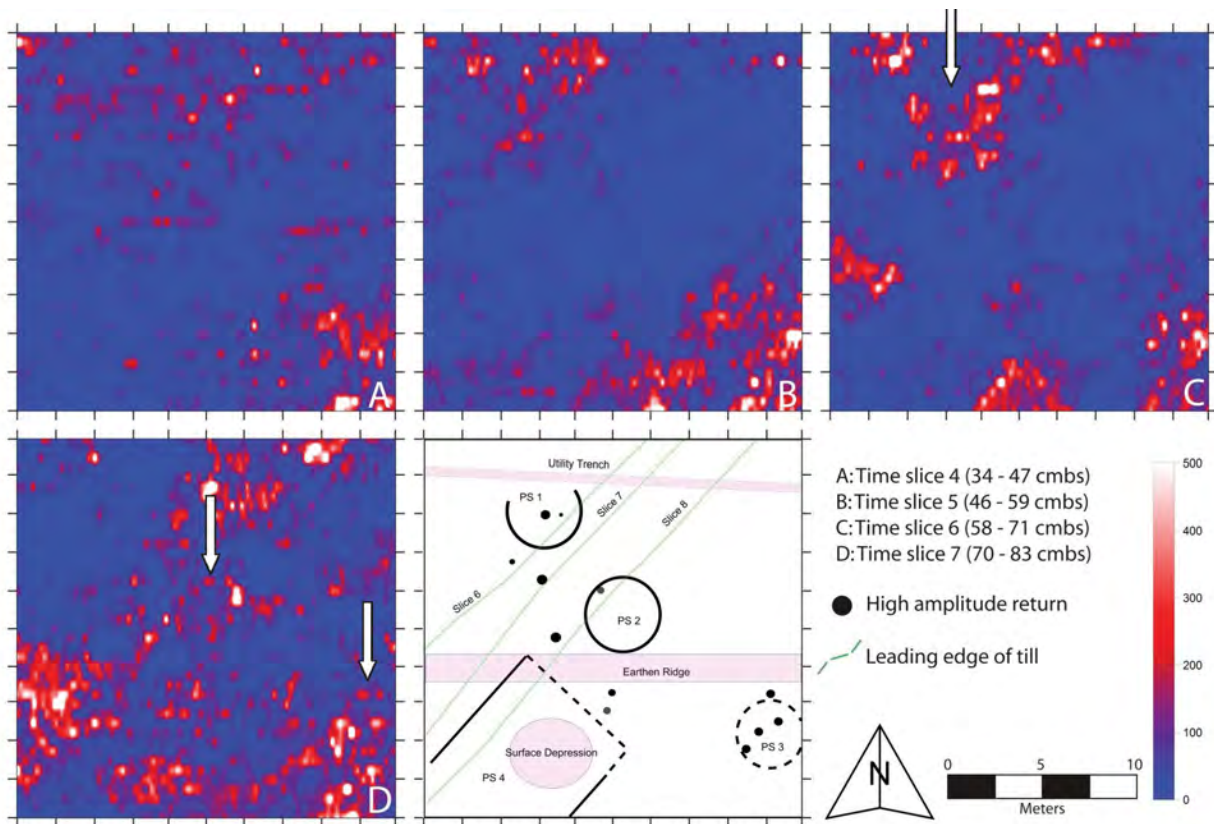 A
B
C
D
Utility Trench
PS 1
Slice 7
Slice 8
Slice 6
PS 2
Earthen Ridge
Surface Depression
PS 3
PS 4
A:Time slice 4 (34 - 47 cmbs)
B:Time slice 5 (46 - 59 cmbs)
C:Time slice 6 (58 - 71 cmbs)
D:Time slice 7 (70 - 83 cmbs)
High amplitude return
Leading edge of till
N
0 5 10
Meters
500
400
300
200
100
0